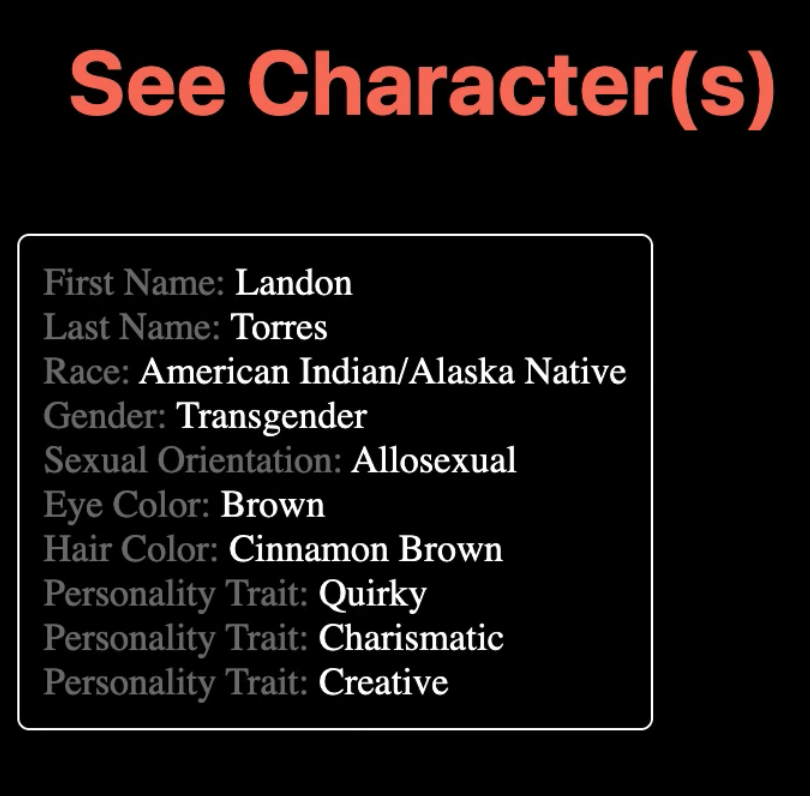 See Character(s)
First Name: Landon
Last Name: Torres
Race: American Indian/Alaska Native
Gender: Transgender
Sexual Orientation: Allosexual
Eye Color: Brown
Hair Color: Cinnamon Brown
Personality Trait: Quirky
Personality Trait: Charismatic
Personality Trait: Creative